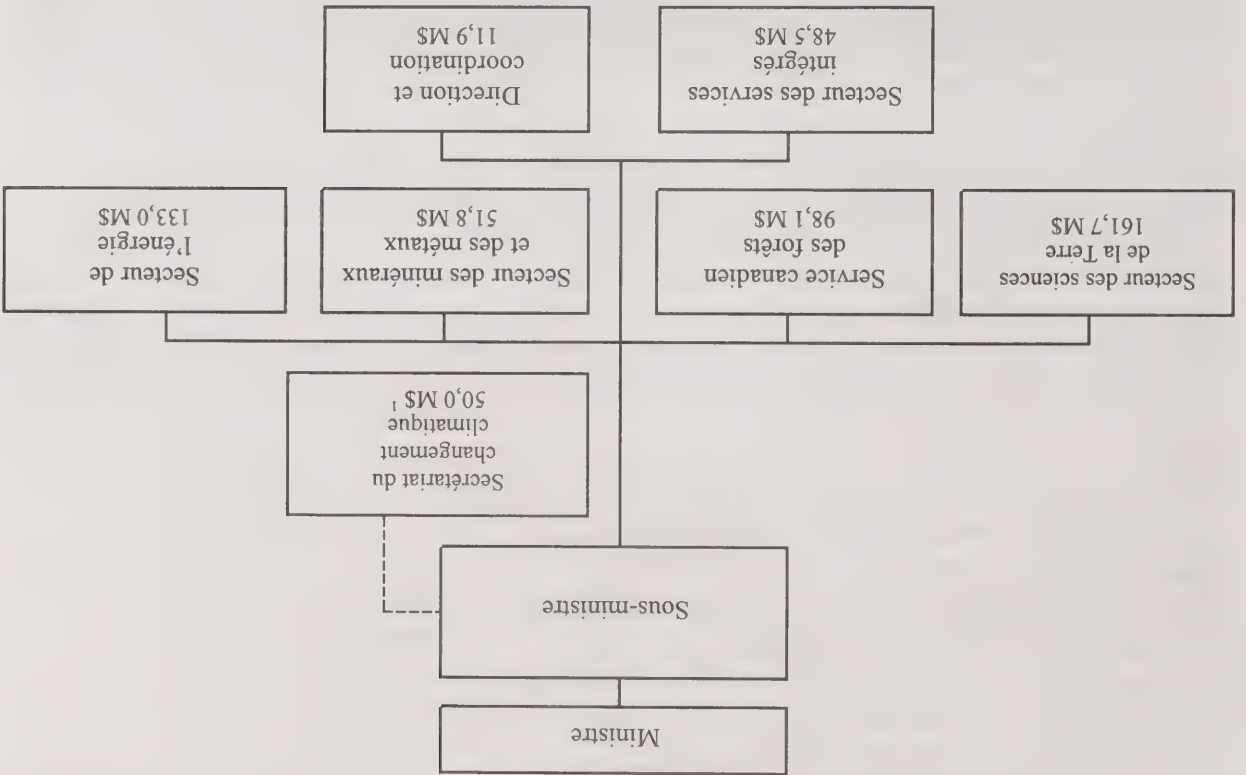 Ministre
Sous-ministre
Secrétariat du
changement
climatique
50,0 M$ ¹
Secteur des sciences
de la Terre
161,7 M$
Service canadien
des forêts
98,1 M$
Secteur des minéraux
et des métaux
51,8 M$
Secteur de
l'énergie
133,0 M$
Secteur des services
intégrés
48,5 M$
Direction et
coordination
11,9 M$